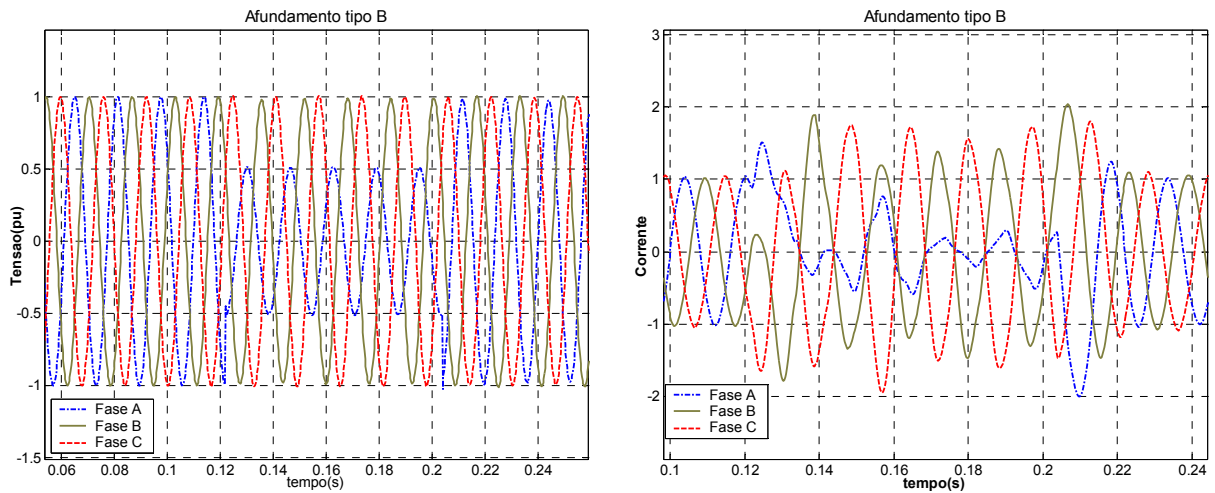 Afundamento tipo B
Tensao(pu)
1
0.5
0
-0.5
-1
-1.5
Fase A
Fase B
Fase C
0.06 0.08 0.1 0.12 0.14 0.16 0.18 0.2 0.22 0.24
tempo(s)
Afundamento tipo B
Corrente
3
2
1
0
-1
-2
Fase A
Fase B
Fase C
0.1 0.12 0.14 0.16 0.18 0.2 0.22 0.24
tempo(s)